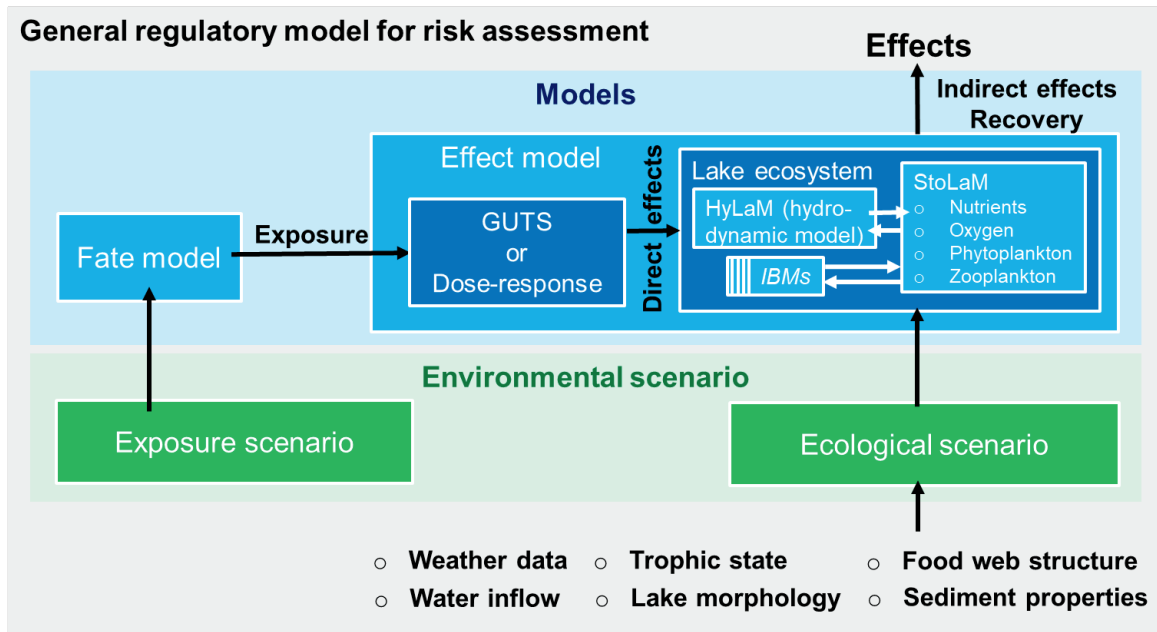 General regulatory model for risk assessment
Effects
Models
Indirect effects
Recovery
Effect model
Direct effects
Lake ecosystem
StoLaM
○ Nutrients
○ Oxygen
○ Phytoplankton
○ Zooplankton
HyLaM (hydro-
dynamic model)
IBMs
GUTS
or
Dose-response
Exposure
Fate model
Environmental scenario
Exposure scenario
Ecological scenario
○ Weather data ○ Trophic state ○ Food web structure
○ Water inflow ○ Lake morphology ○ Sediment properties